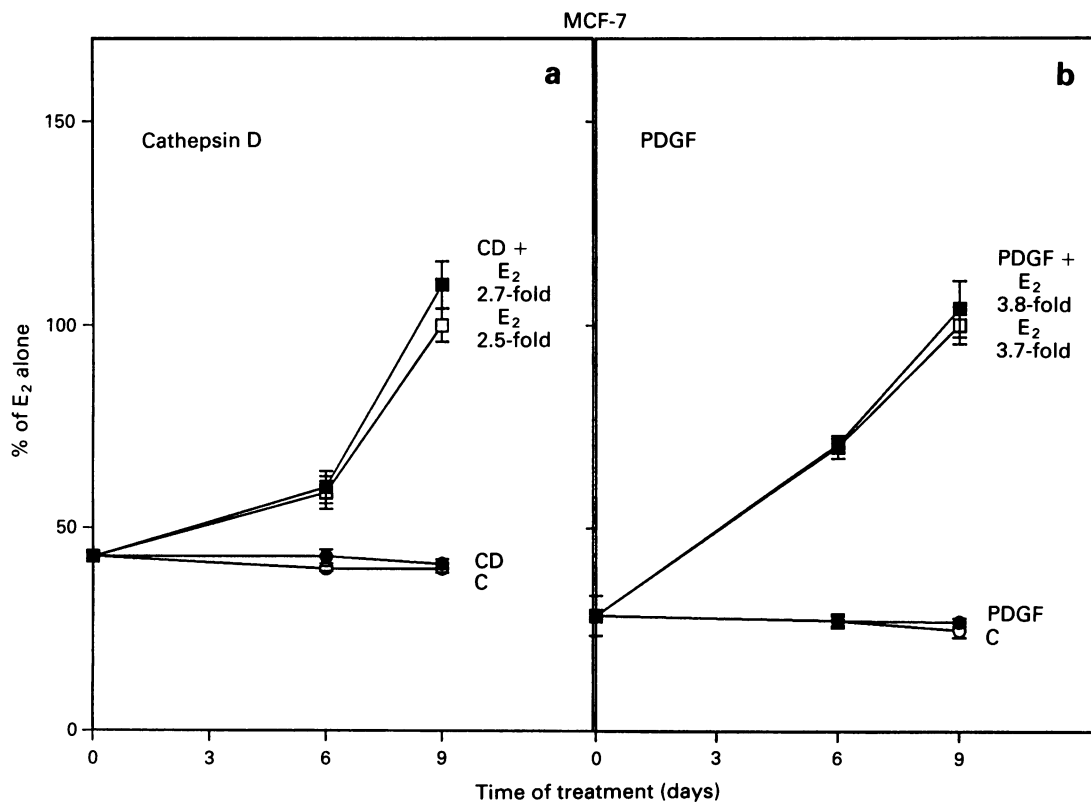 MCF-7
a
b
Cathepsin D
PDGF
150
100
50
0
% of E₂ alone
CD +
E₂
2.7-fold
E₂
2.5-fold
CD
C
PDGF +
E₂
3.8-fold
E₂
3.7-fold
PDGF
C
0 3 6 9 0 3 6 9
Time of treatment (days)